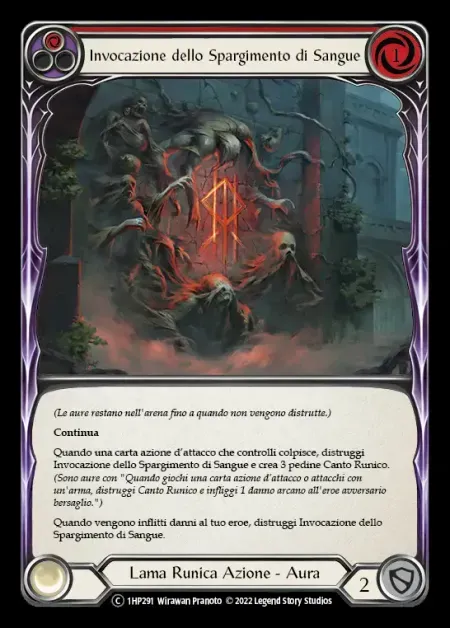 Invocazione dello Spargimento di Sangue
1
(Le aure restano nell'arena fino a quando non vengono distrutte.)
Continua
Quando una carta azione d'attacco che controlli colpisce, distruggi
Invocazione dello Spargimento di Sangue e crea 3 pedine Canto Runico.
(Sono aure con "Quando giochi una carta azione d'attacco o attacchi con
un'arma, distruggi Canto Runico e infliggi 1 danno arcano all'eroe avversario
bersaglio.")
Quando vengono inflitti danni al tuo eroe, distruggi Invocazione dello
Spargimento di Sangue.
Lama Runica Azione - Aura
2
C 1HP291 Wirawan Pranoto © 2022 Legend Story Studios